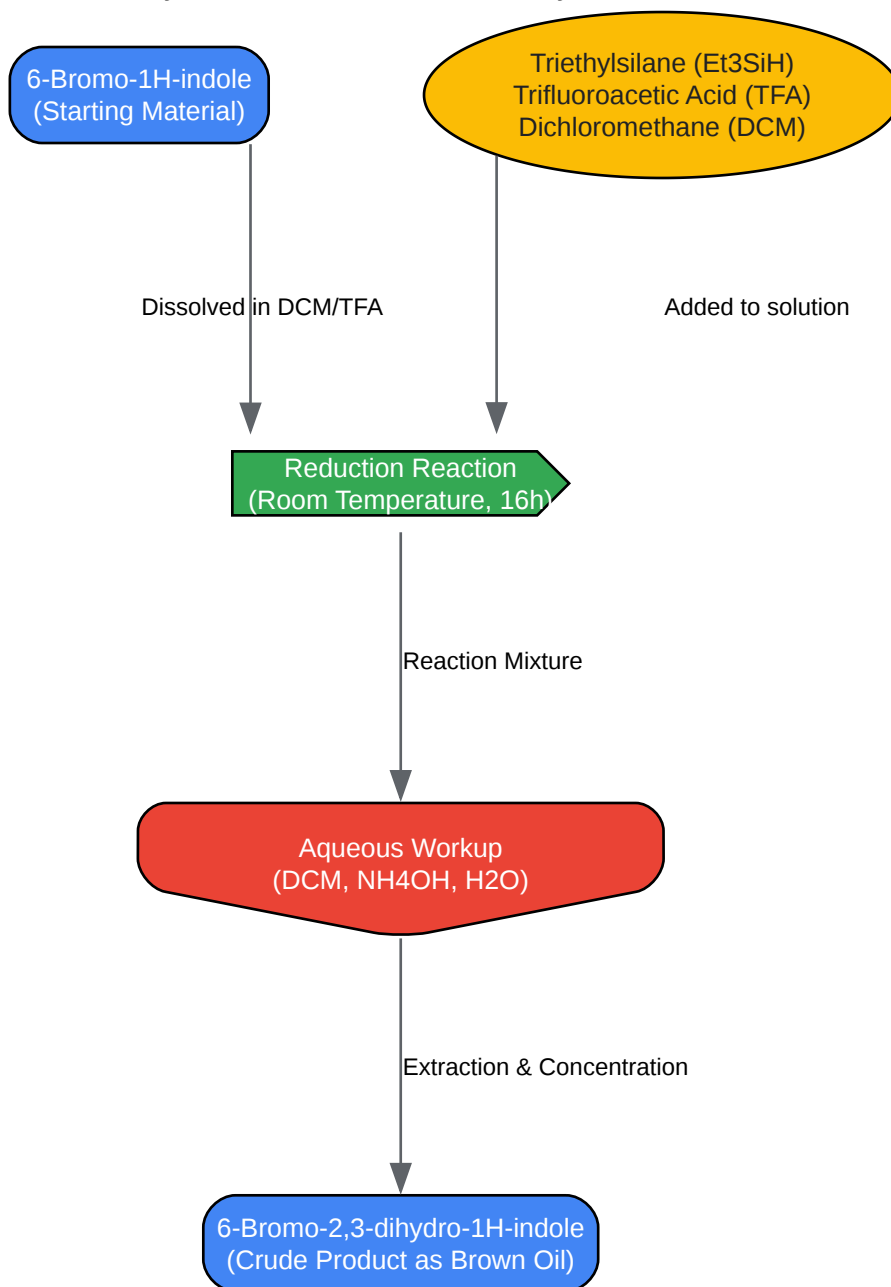 6-Bromo-1H-indole
(Starting Material)
Triethylsilane (Et3SiH)
Trifluoroacetic Acid (TFA)
Dichloromethane (DCM)
Dissolved in DCM/TFA
Added to solution
Reduction Reaction
(Room Temperature, 16h)
Reaction Mixture
Aqueous Workup
(DCM, NH4OH, H2O)
Extraction & Concentration
6-Bromo-2,3-dihydro-1H-indole
(Crude Product as Brown Oil)